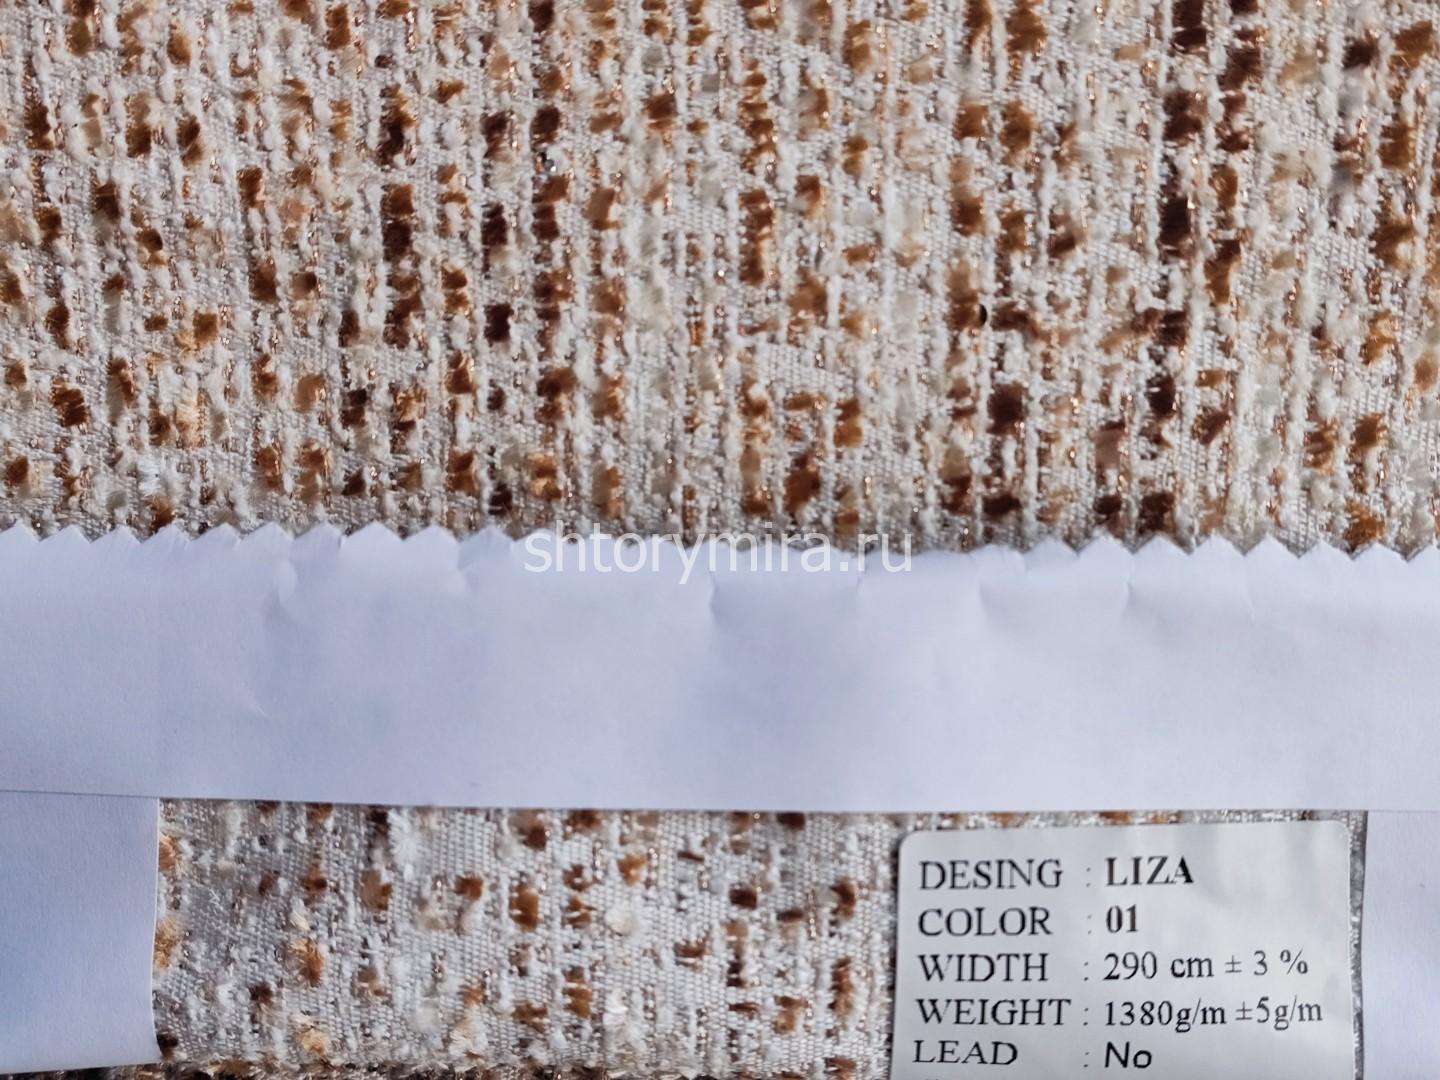 shtorymira.ru
DESING : LIZA
COLOR : 01
WIDTH : 290 cm ± 3 %
WEIGHT : 1380g/m ±5g/m
LEAD : No